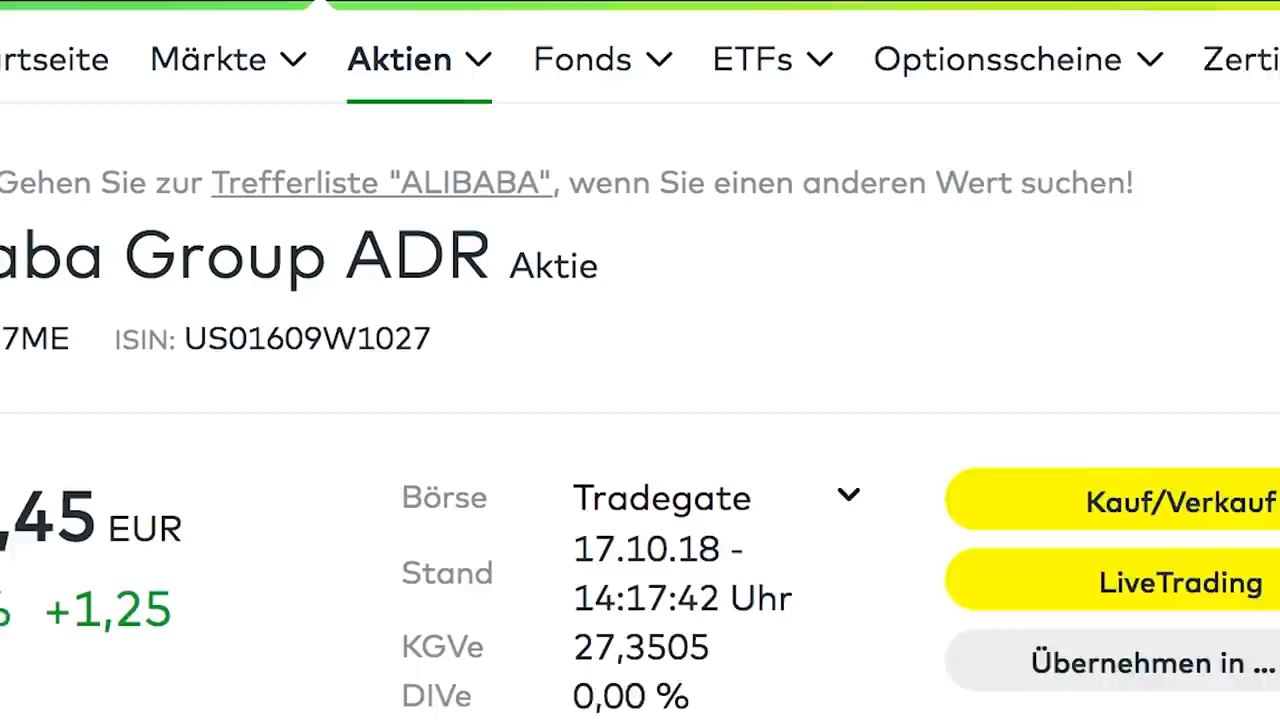 rtseite Märkte Aktien Fonds ETFs Optionsscheine Zerti
Gehen Sie zur Trefferliste "ALIBABA", wenn Sie einen anderen Wert suchen!
aba Group ADR Aktie
7ME ISIN: US01609W1027
,45 EUR
% +1,25
Börse Tradegate
Stand 17.10.18 -
14:17:42 Uhr
KGVe 27,3505
DIVe 0,00 %
Kauf/Verkauf
LiveTrading
Übernehmen in ...